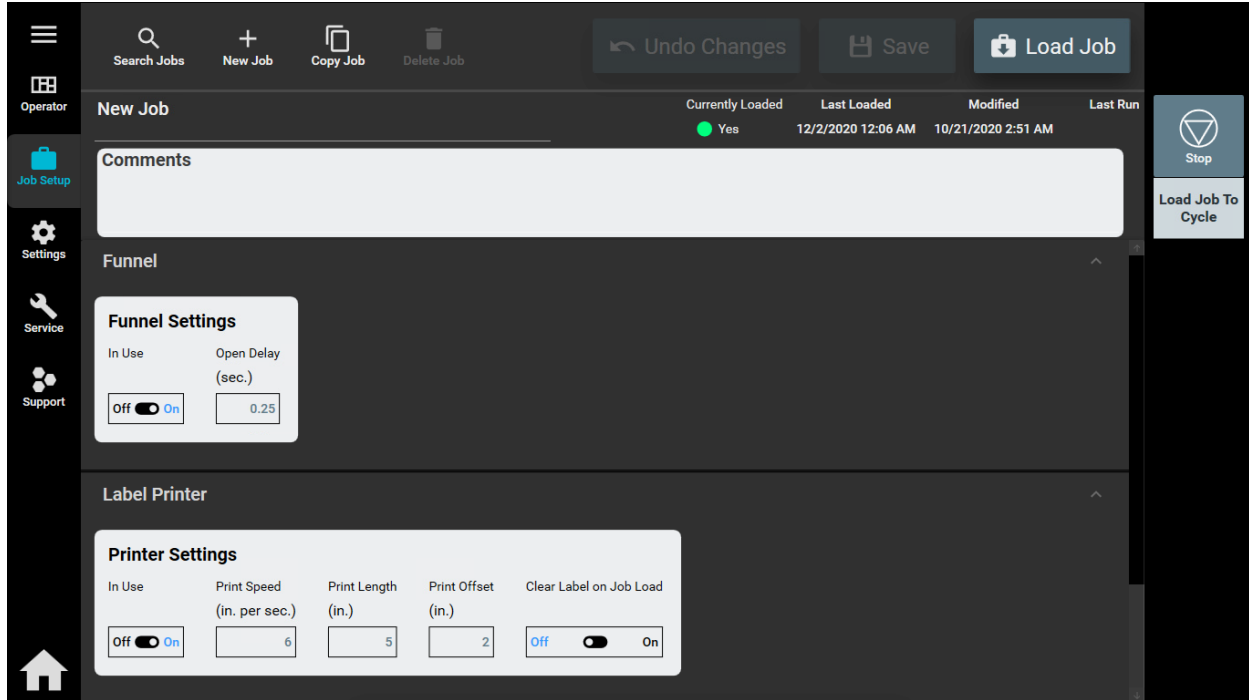 Search Jobs
New Job
Copy Job
Delete Job
Undo Changes
Save
Load Job
Operator
Job Setup
Settings
Service
Support
New Job
Currently Loaded
Yes
Last Loaded
12/2/2020 12:06 AM
Modified
10/21/2020 2:51 AM
Last Run
Comments
Funnel
Funnel Settings
In Use
Off On
Open Delay
(sec.)
0.25
Label Printer
Printer Settings
In Use
Off On
Print Speed
(in. per sec.)
6
Print Length
(in.)
5
Print Offset
(in.)
2
Clear Label on Job Load
Off On
Stop
Load Job To
Cycle